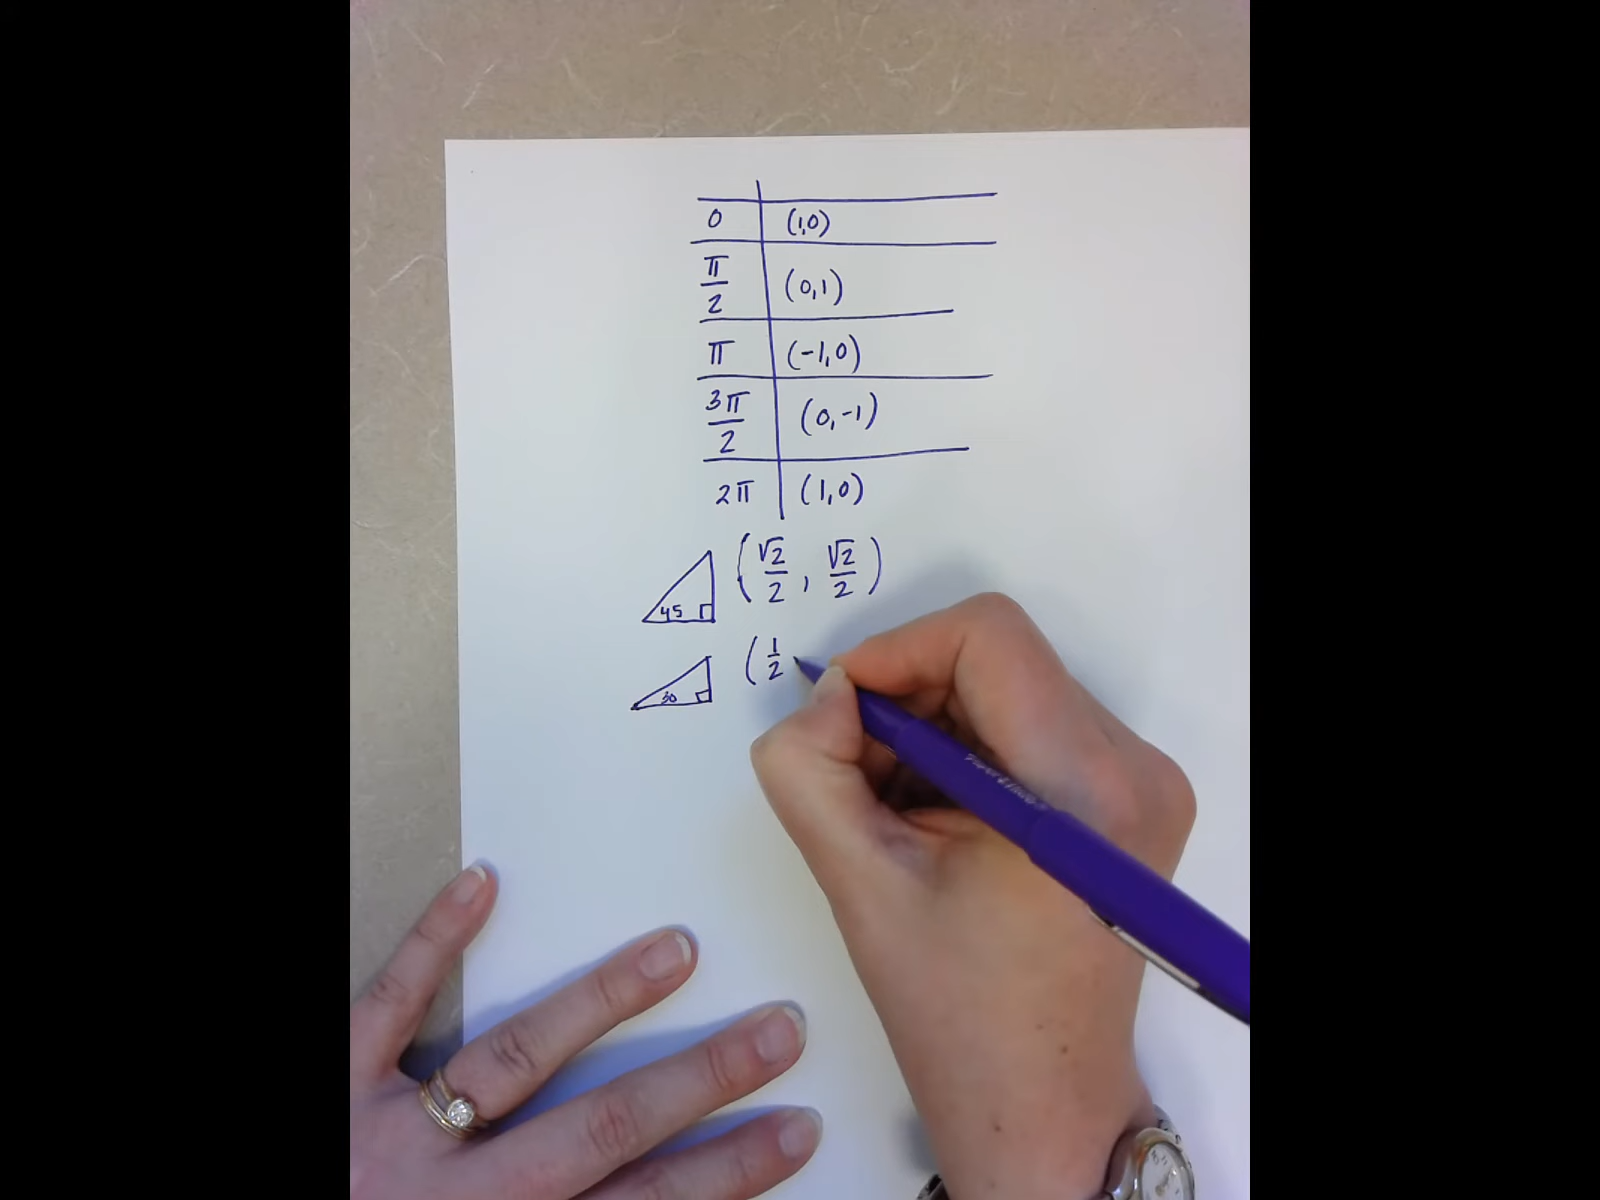 0 (1,0)
π/2 (0,1)
π (-1,0)
3π/2 (0,-1)
2π (1,0)
45 (√2/2, √2/2)
30 (1/2